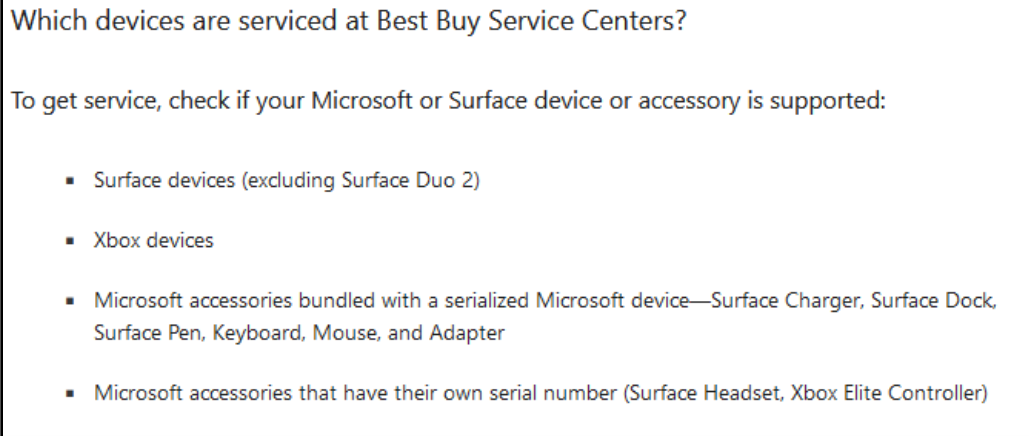 Which devices are serviced at Best Buy Service Centers?
To get service, check if your Microsoft or Surface device or accessory is supported:
▪ Surface devices (excluding Surface Duo 2)
▪ Xbox devices
▪ Microsoft accessories bundled with a serialized Microsoft device—Surface Charger, Surface Dock,
Surface Pen, Keyboard, Mouse, and Adapter
▪ Microsoft accessories that have their own serial number (Surface Headset, Xbox Elite Controller)